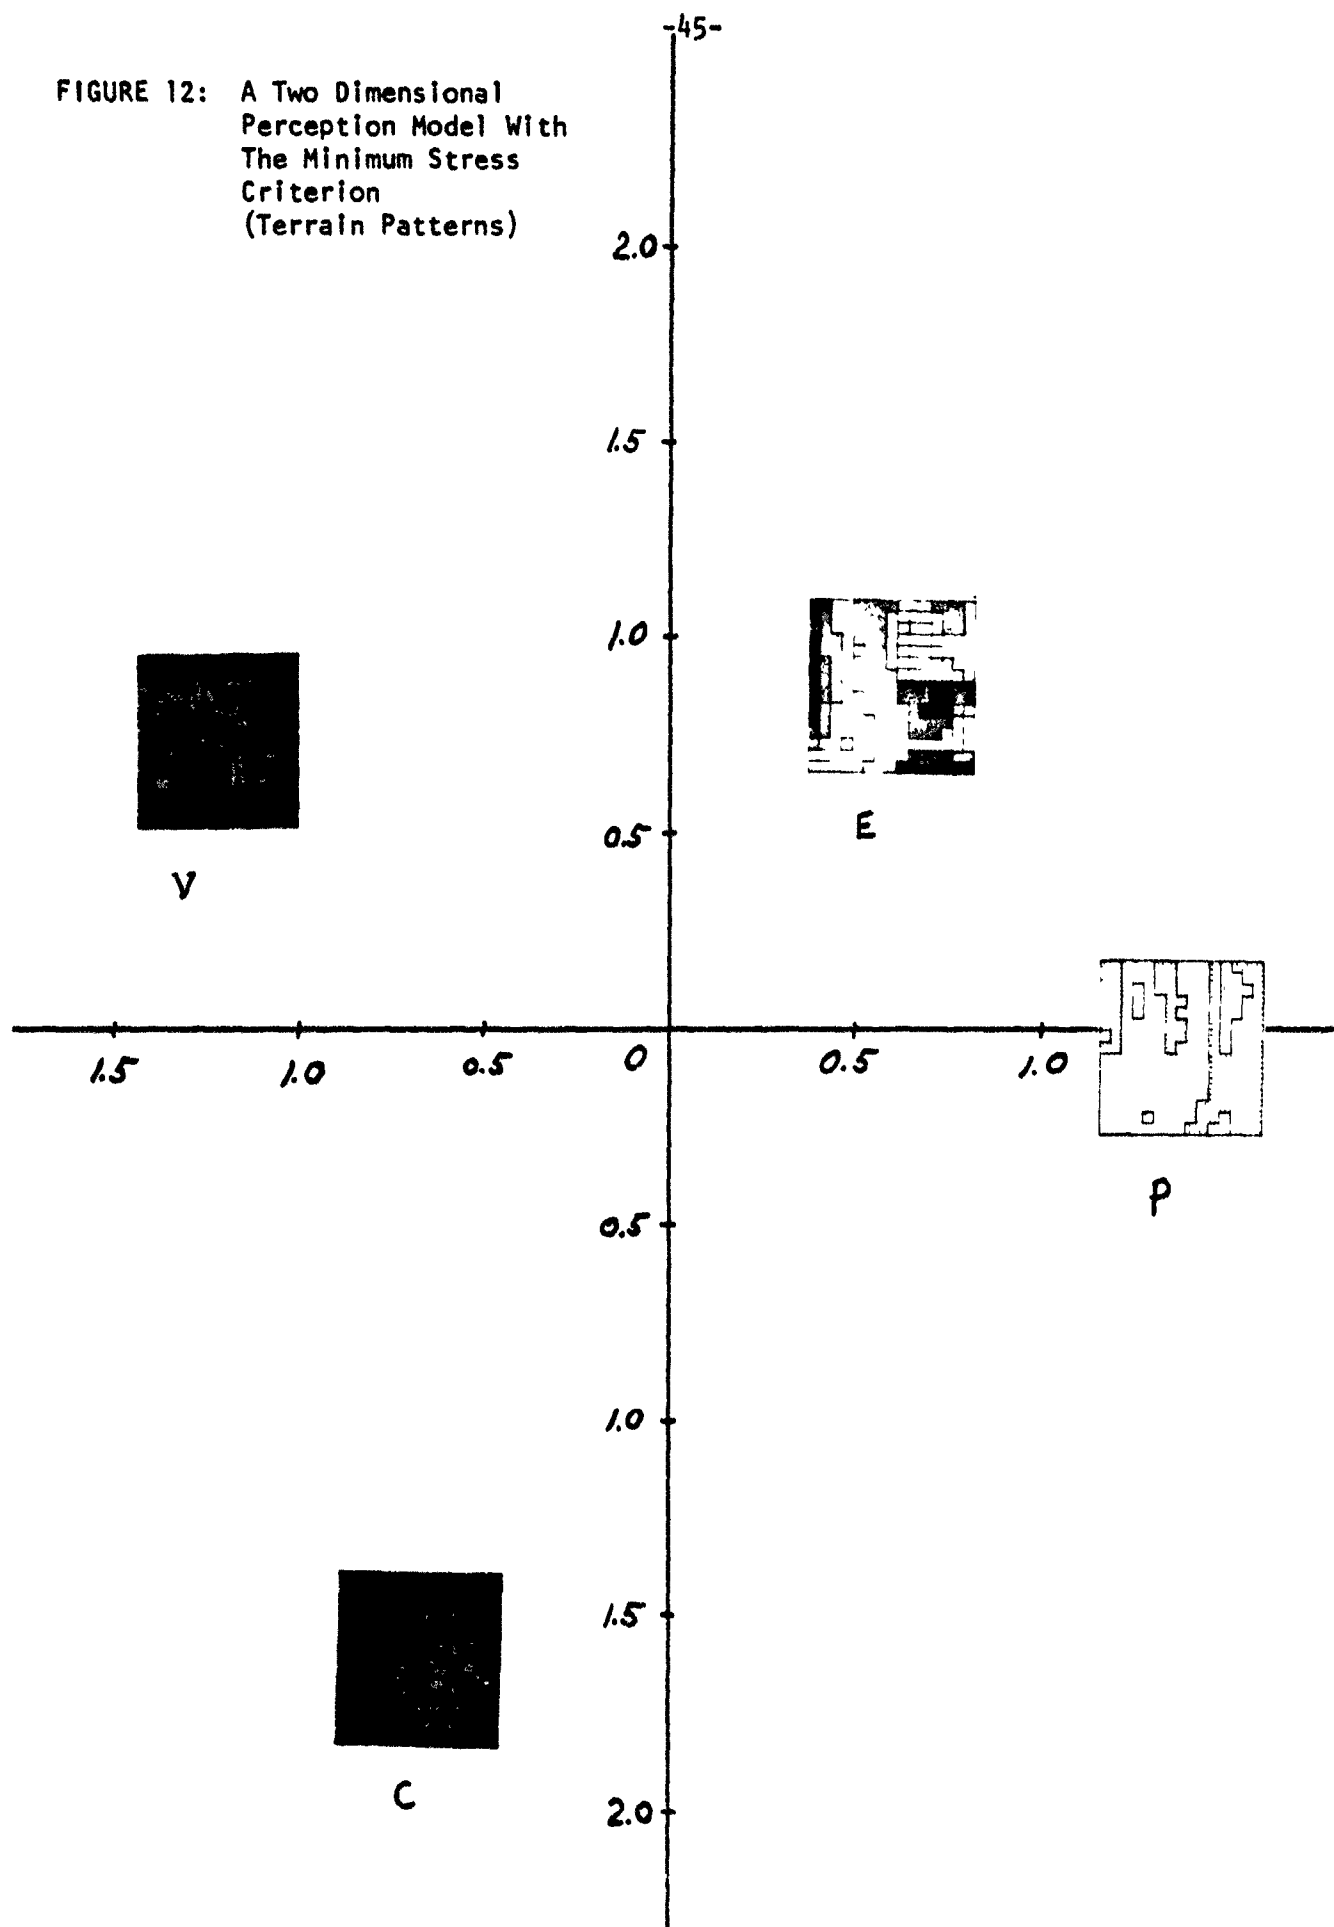 -45-
FIGURE 12: A Two Dimensional
Perception Model With
The Minimum Stress
Criterion
(Terrain Patterns)
2.0
1.5
1.0
0.5
E
V
1.5 1.0 0.5 0 0.5 1.0
P
0.5
1.0
1.5
C
2.0